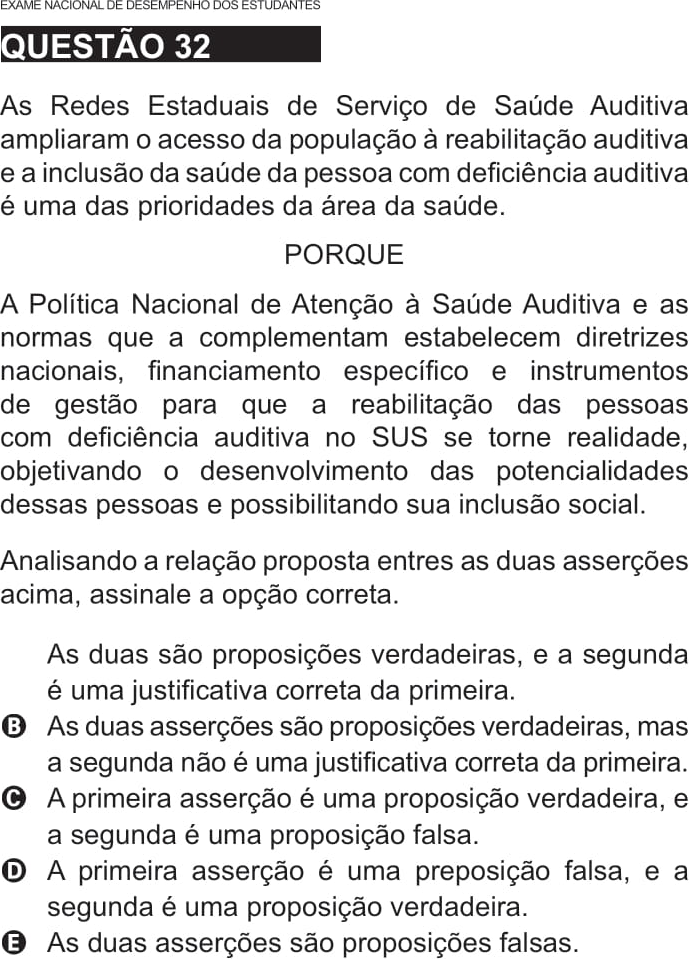 EXAME NACIONAL DE DESEMPENHO DOS ESTUDANTES
QUESTÃO 32
As Redes Estaduais de Serviço de Saúde Auditiva
ampliaram o acesso da população à reabilitação auditiva
e a inclusão da saúde da pessoa com deficiência auditiva
é uma das prioridades da área da saúde.
PORQUE
A Política Nacional de Atenção à Saúde Auditiva e as
normas que a complementam estabelecem diretrizes
nacionais, financiamento específico e instrumentos
de gestão para que a reabilitação das pessoas
com deficiência auditiva no SUS se torne realidade,
objetivando o desenvolvimento das potencialidades
dessas pessoas e possibilitando sua inclusão social.
Analisando a relação proposta entres as duas asserções
acima, assinale a opção correta.
As duas são proposições verdadeiras, e a segunda
é uma justificativa correta da primeira.
B As duas asserções são proposições verdadeiras, mas
a segunda não é uma justificativa correta da primeira.
C A primeira asserção é uma proposição verdadeira, e
a segunda é uma proposição falsa.
D A primeira asserção é uma preposição falsa, e a
segunda é uma proposição verdadeira.
E As duas asserções são proposições falsas.